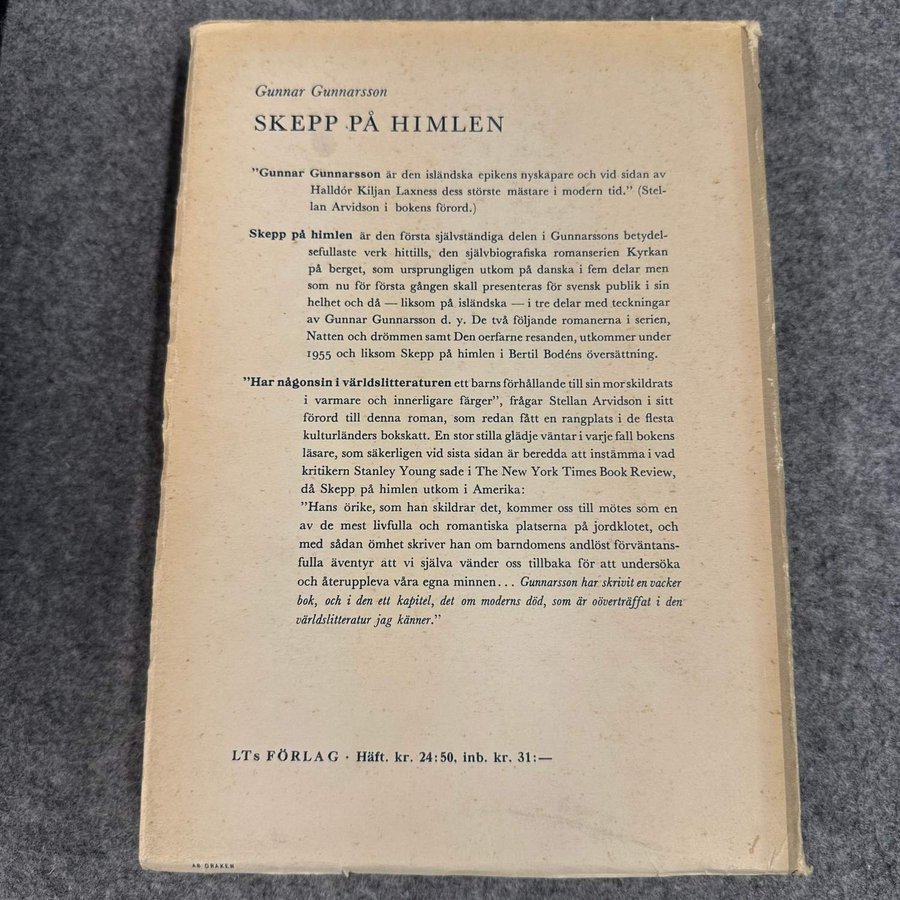 Gunnar Gunnarsson
SKEPP PÅ HIMLEN
"Gunnar Gunnarsson är den isländska epikens nyskapare och vid sidan av
Halldór Kiljan Laxness dess störste mästare i modern tid." (Stel-
lan Arvidson i bokens förord.)
Skepp på himlen är den första självständiga delen i Gunnarssons betydel-
sefullaste verk hittills, den självbiografiska romanserien Kyrkan
på berget, som ursprungligen utkom på danska i fem delar men
som nu för första gången skall presenteras för svensk publik i sin
helhet och då — liksom på isländska — i tre delar med teckningar
av Gunnar Gunnarsson d. y. De två följande romanerna i serien,
Natten och drömmen samt Den oerfarne resanden, utkommer under
1955 och liksom Skepp på himlen i Bertil Bodéns översättning.
"Har någonsin i världslitteraturen ett barns förhållande till sin mor skildrats
i varmare och innerligare färger", frågar Stellan Arvidson i sitt
förord till denna roman, som redan fått en rangplats i de flesta
kulturländers bokskatt. En stor stilla glädje väntar i varje fall bokens
läsare, som säkerligen vid sista sidan är beredda att instämma i vad
kritikern Stanley Young sade i The New York Times Book Review,
då Skepp på himlen utkom i Amerika:
"Hans örike, som han skildrar det, kommer oss till mötes som en
av de mest livfulla och romantiska platserna på jordklotet, och
med sådan ömhet skriver han om barndomens andlöst förväntans-
fulla äventyr att vi själva vänder oss tillbaka för att undersöka
och återuppleva våra egna minnen... Gunnarsson har skrivit en vacker
bok, och i den ett kapitel, det om moderns död, som är oöverträffat i den
världslitteratur jag känner."
LTs FÖRLAG · Häft. kr. 24:50, inb. kr. 31:—
AB DRAKEN